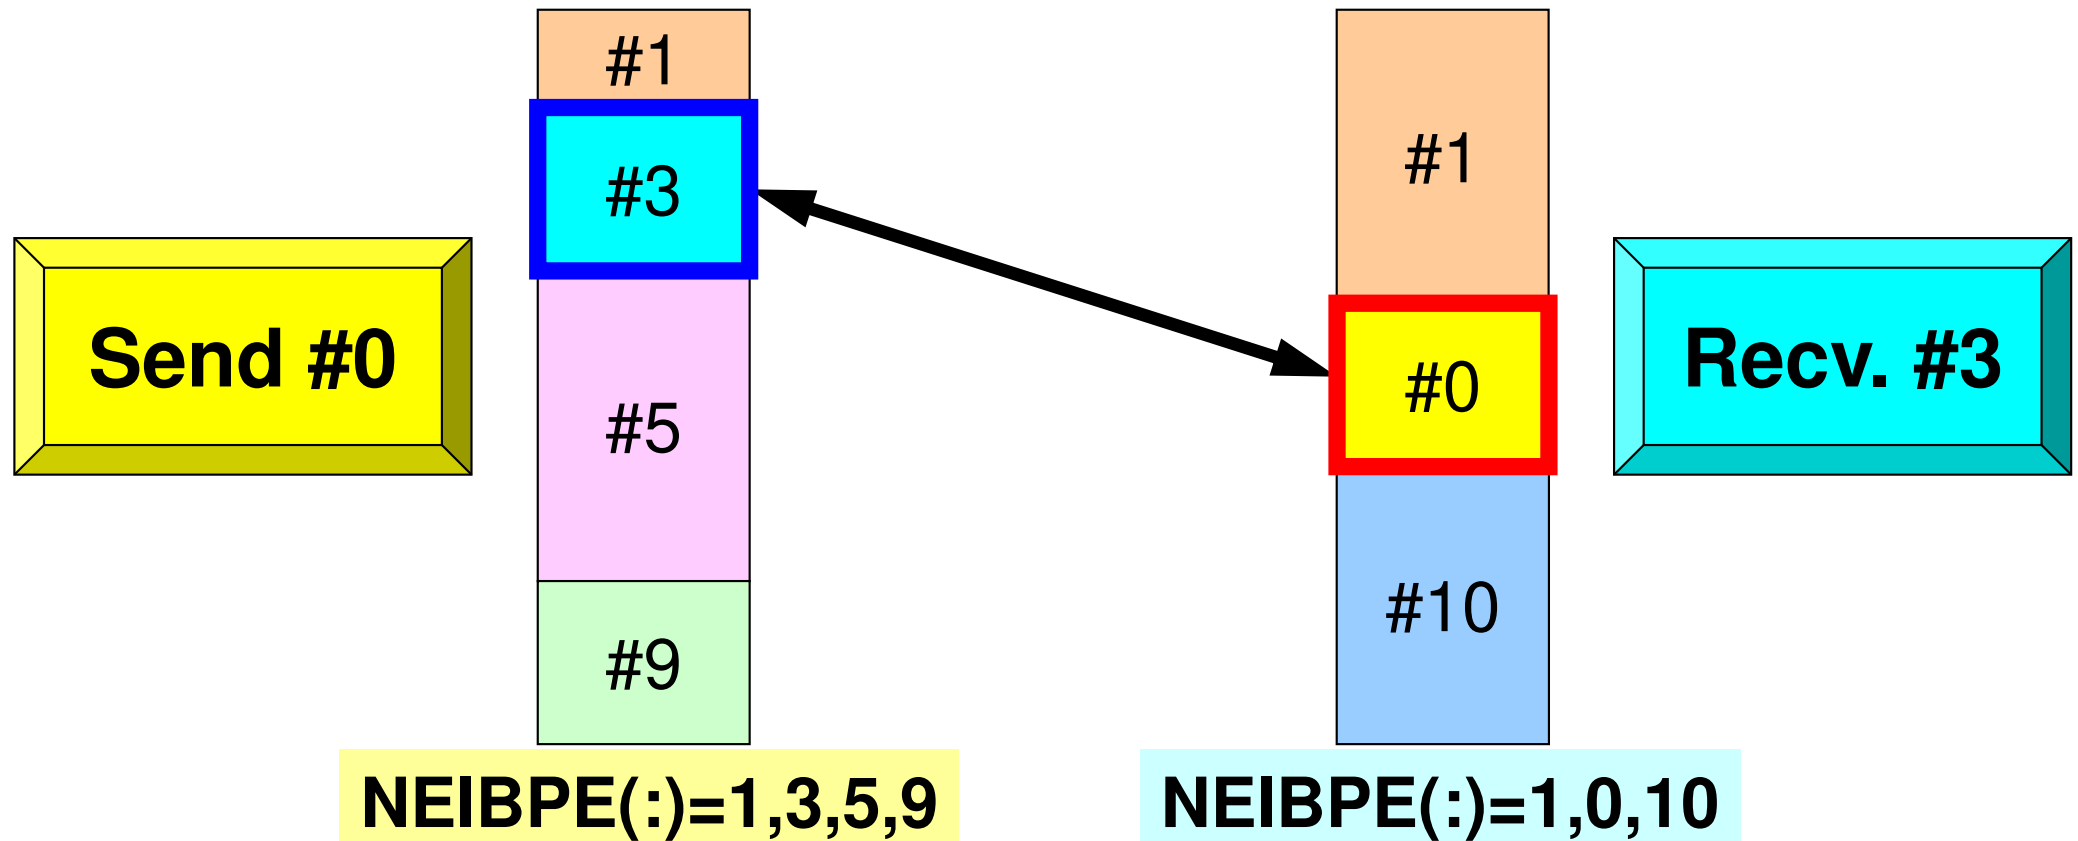 Send #0
#1
#3
#5
#9
NEIBPE(:)=1,3,5,9
#1
#0
#10
NEIBPE(:)=1,0,10
Recv. #3